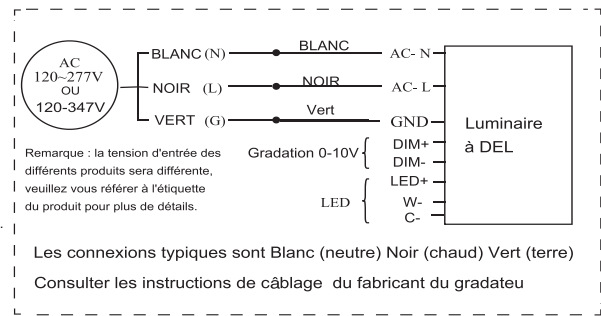 AC
120~277V
OU
120-347V
BLANC (N)
BLANC
AC- N
NOIR (L)
NOIR
AC- L
VERT (G)
Vert
GND
Luminaire
à DEL
Gradation 0-10V
DIM+
DIM-
LED
LED+
W-
C-
Remarque : la tension d'entrée des
différents produits sera différente,
veuillez vous référer à l'étiquette
du produit pour plus de détails.
Les connexions typiques sont Blanc (neutre) Noir (chaud) Vert (terre)
Consulter les instructions de câblage du fabricant du gradateu